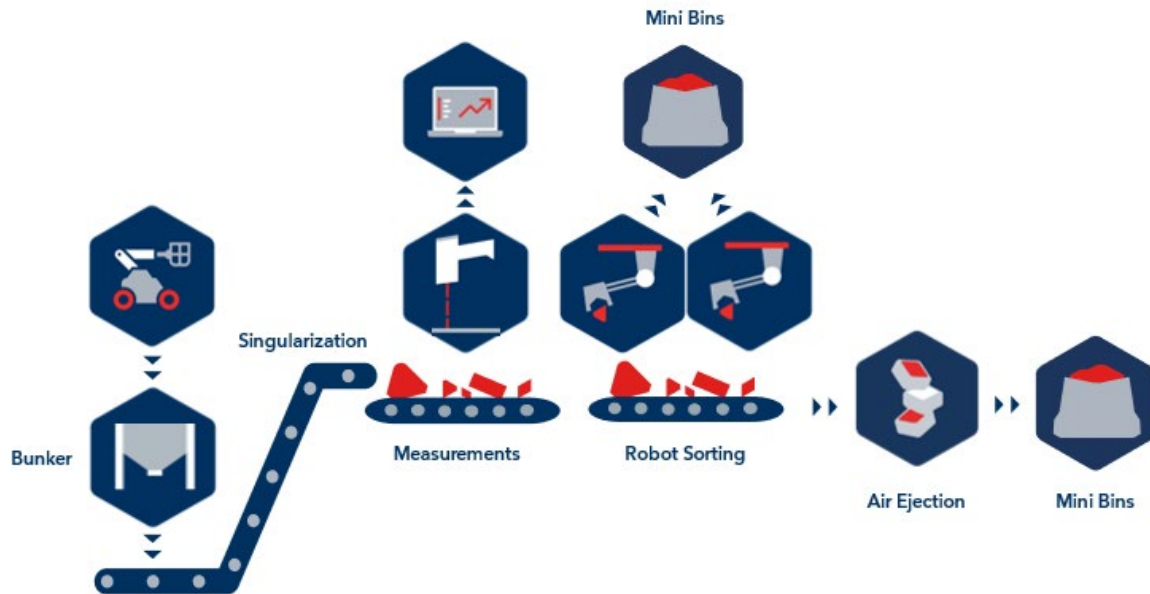 Mini Bins
Singularization
Bunker
Measurements
Robot Sorting
Air Ejection
Mini Bins